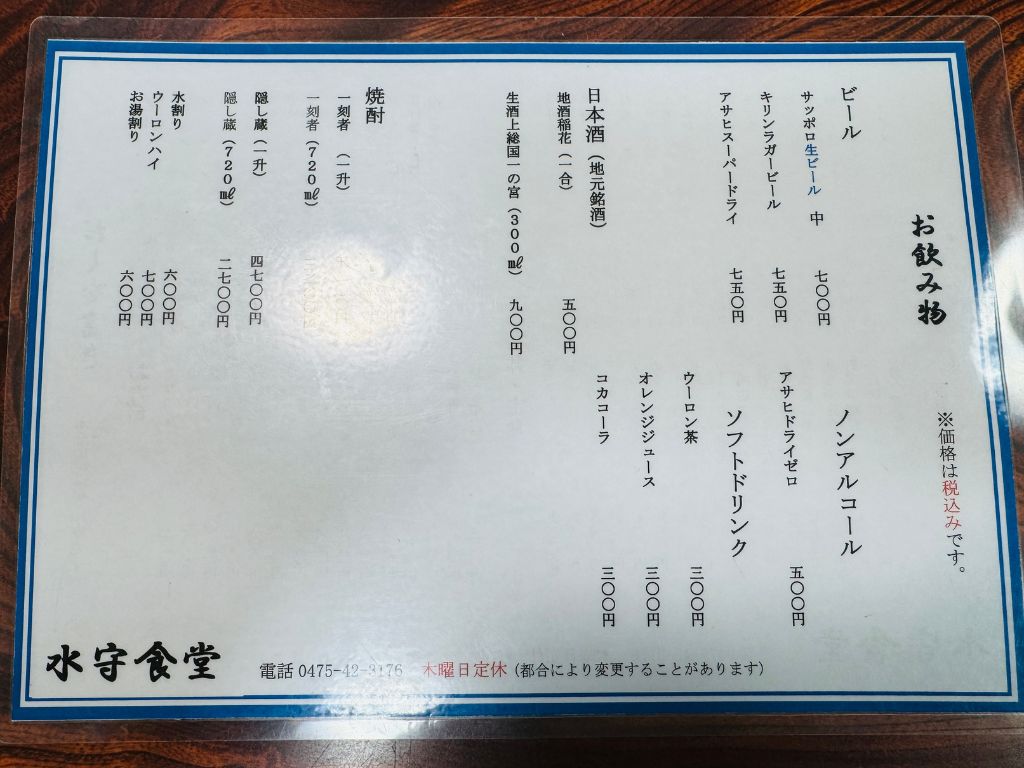 お飲み物
※価格は税込みです。
ビール
サッポロ生ビール 中 七〇〇円
キリンラガービール 七五〇円
アサヒスーパードライ 七五〇円
ノンアルコール
アサヒドライゼロ 五〇〇円
ソフトドリンク
ウーロン茶 三〇〇円
オレンジジュース 三〇〇円
コカコーラ 三〇〇円
日本酒（地元銘酒）
地酒稲花（一合） 五〇〇円
生酒上総国一の宮（300㎖） 九〇〇円
焼酎
一刻者（一升）
一刻者（720㎖）
隠し蔵（一升） 四七〇〇円
隠し蔵（720㎖） 二七〇〇円
水割り 六〇〇円
ウーロンハイ 七〇〇円
お湯割り 六〇〇円
水守食堂
電話 0475-42-3176 木曜日定休（都合により変更することがあります）